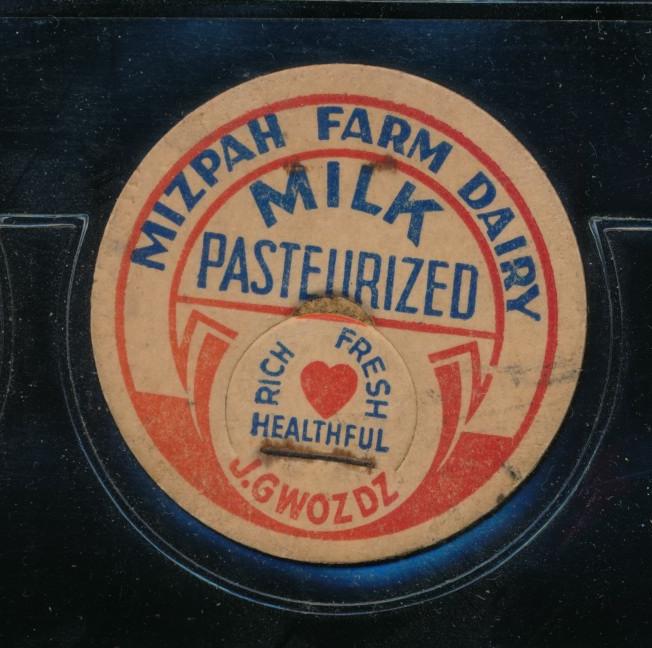 MIZPAH FARM DAIRY
MILK
PASTEURIZED
RICH FRESH
HEALTHFUL
J.GWOZDZ